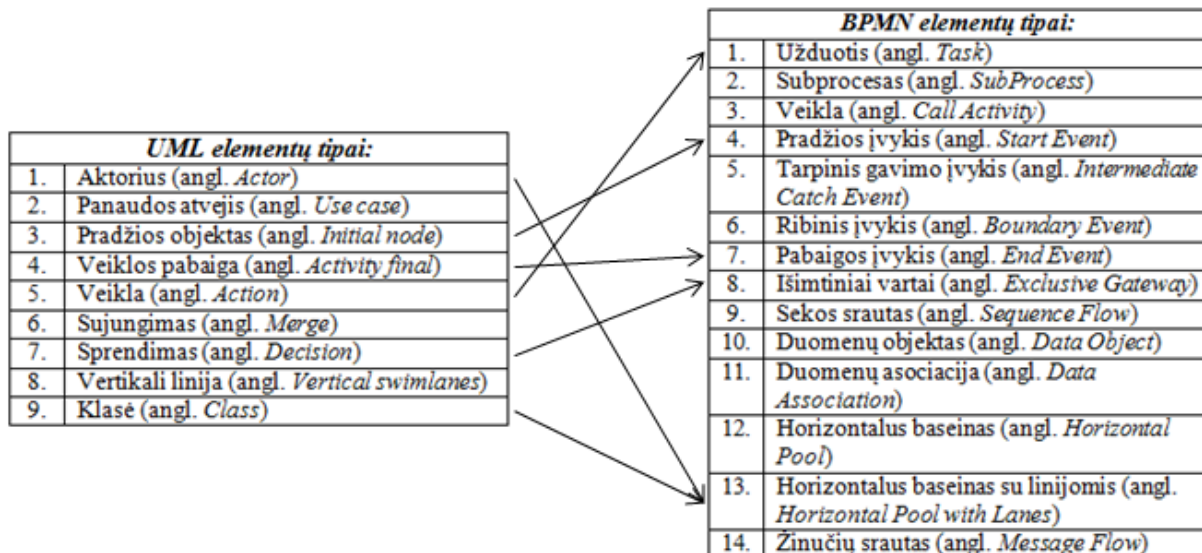 UML elementų tipai:
1. Aktorius (angl. Actor)
2. Panaudos atvejis (angl. Use case)
3. Pradžios objektas (angl. Initial node)
4. Veiklos pabaiga (angl. Activity final)
5. Veikla (angl. Action)
6. Sujungimas (angl. Merge)
7. Sprendimas (angl. Decision)
8. Vertikali linija (angl. Vertical swimlanes)
9. Klasė (angl. Class)
BPMN elementų tipai:
1. Užduotis (angl. Task)
2. Subprocesas (angl. SubProcess)
3. Veikla (angl. Call Activity)
4. Pradžios įvykis (angl. Start Event)
5. Tarpinis gavimo įvykis (angl. Intermediate
Catch Event)
6. Ribinis įvykis (angl. Boundary Event)
7. Pabaigos įvykis (angl. End Event)
8. Išimtiniai vartai (angl. Exclusive Gateway)
9. Sekos srautas (angl. Sequence Flow)
10. Duomenų objektas (angl. Data Object)
11. Duomenų asociacija (angl. Data
Association)
12. Horizontalus baseinas (angl. Horizontal
Pool)
13. Horizontalus baseinas su linijomis (angl.
Horizontal Pool with Lanes)
14. Žinučių srautas (angl. Message Flow)